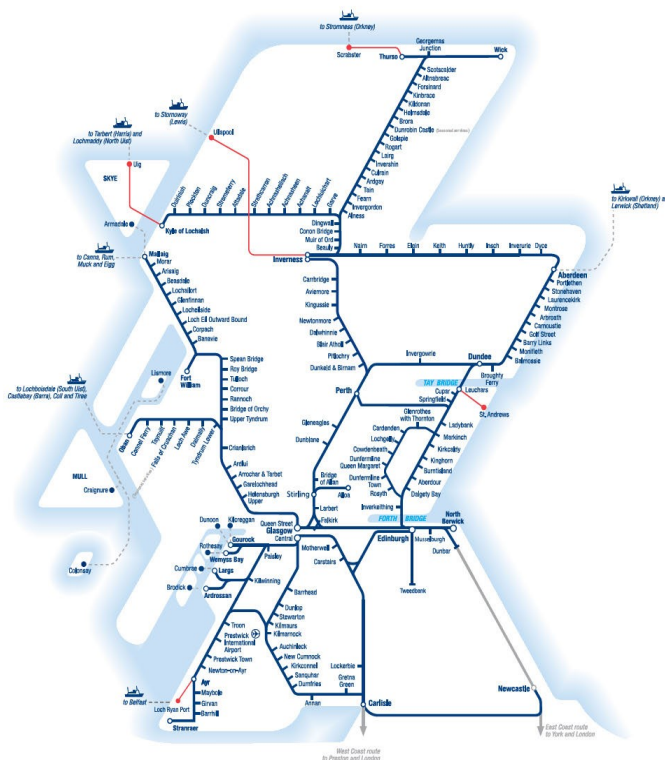 to Stromness (Orkney)
Scrabster
Thurso
Georgemas
Junction
Wick
Scotscalder
Altnabreac
Forsinard
Kinbrace
Kildonan
Helmsdale
Brora
Dunrobin Castle
Golspie
Rogart
Lairg
Invershin
Culrain
Ardgay
Tain
Fearn
Invergordon
Alness
Dingwall
Conon Bridge
Muir of Ord
Beauly
Inverness
to Stornoway
(Lewis)
Ullapool
to Tarbert (Harris) and
Lochmaddy (North Uist)
Uig
SKYE
Armadale
to Canna, Rum,
Muck and Eigg
Kyle of Lochalsh
Duirinish
Plockton
Duncraig
Stromeferry
Attadale
Strathcarron
Achnashellach
Achnasheen
Achanalt
Lochluichart
Garve
to Kirkwall (Orkney) and
Lerwick (Shetland)
Nairn
Forres
Elgin
Keith
Huntly
Insch
Inverurie
Dyce
Aberdeen
Portlethen
Stonehaven
Laurencekirk
Montrose
Arbroath
Carnoustie
Golf Street
Barry Links
Monifieth
Balmossie
Broughty
Ferry
Dundee
Invergowrie
TAY BRIDGE
Leuchars
St. Andrews
Cupar
Springfield
Ladybank
Markinch
Kirkcaldy
Kinghorn
Burntisland
Aberdour
Dalgety Bay
Glenrothes
with Thornton
Cardenden
Lochgelly
Cowdenbeath
Dunfermline
Queen Margaret
Dunfermline
Town
Rosyth
Inverkeithing
FORTH BRIDGE
Carrbridge
Aviemore
Kingussie
Newtonmore
Dalwhinnie
Blair Atholl
Pitlochry
Dunkeld & Birnam
Perth
Gleneagles
Dunblane
Bridge
of Allan
Stirling
Alloa
Larbert
Falkirk
Mallaig
Morar
Arisaig
Beasdale
Lochailort
Glenfinnan
Locheilside
Loch Eil Outward Bound
Corpach
Banavie
Fort
William
Spean Bridge
Roy Bridge
Tulloch
Corrour
Rannoch
Bridge of Orchy
Upper Tyndrum
Crianlarich
Ardlui
Arrochar & Tarbet
Garelochhead
Helensburgh
Upper
Lismore
to Lochboisdale (South Uist),
Castlebay (Barra), Coll and Tiree
Oban
Connel Ferry
Taynuilt
Falls of Cruachan
Loch Awe
Dalmally
Tyndrum Lower
MULL
Craignure
Colonsay
Queen Street
Glasgow
Central
Edinburgh
Musselburgh
North
Berwick
Dunbar
Tweedbank
Motherwell
Carstairs
Lockerbie
Gretna
Green
Carlisle
Newcastle
West Coast route
to Preston and London
East Coast route
to York and London
Dunoon
Kilcreggan
Gourock
Rothesay
Wemyss Bay
Paisley
Cumbrae
Largs
Brodick
Ardrossan
Kilwinning
Troon
Prestwick
International
Airport
Prestwick Town
Newton-on-Ayr
Ayr
Maybole
Girvan
Barrhill
Stranraer
Loch Ryan Port
to Belfast
Barrhead
Dunlop
Stewarton
Kilmaurs
Kilmarnock
Auchinleck
New Cumnock
Kirkconnel
Sanquhar
Dumfries
Annan